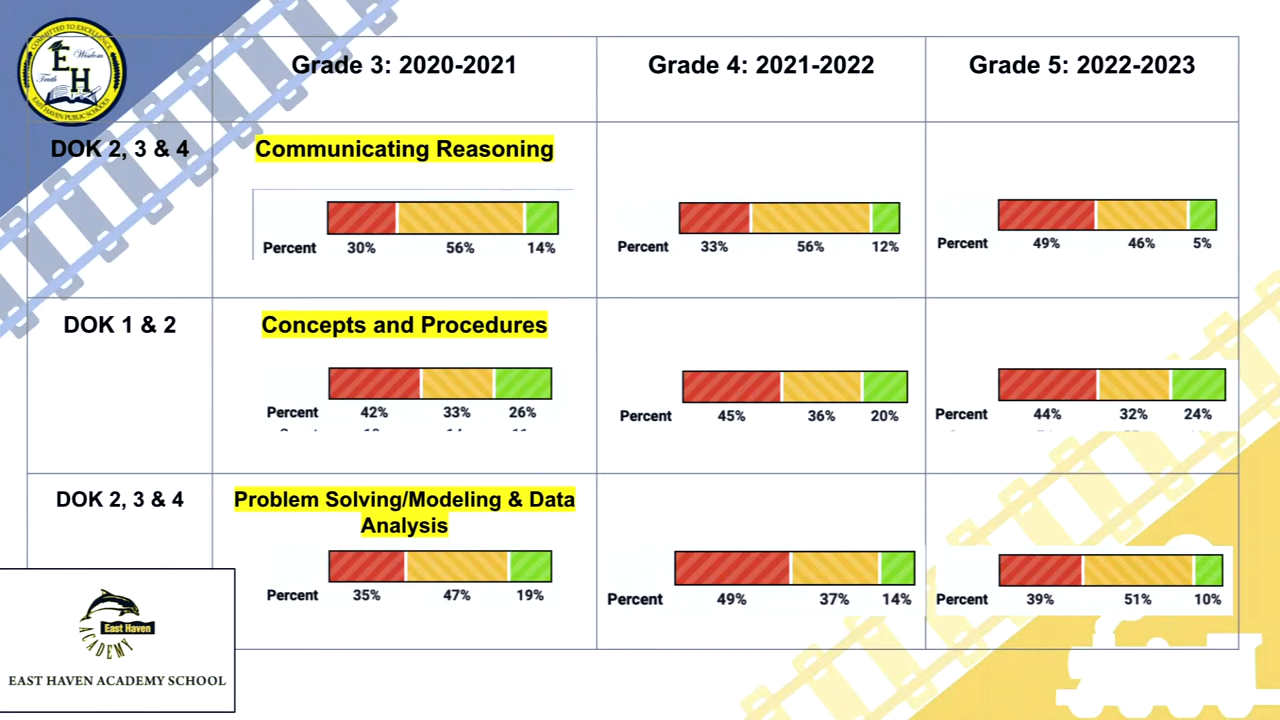 COMMITTED TO EXCELLENCE
E Wisdom
Truth H
EAST HAVEN PUBLIC SCHOOLS
Grade 3: 2020-2021
Grade 4: 2021-2022
Grade 5: 2022-2023
DOK 2, 3 & 4
Communicating Reasoning
Percent 30% 56% 14%
Percent 33% 56% 12%
Percent 49% 46% 5%
DOK 1 & 2
Concepts and Procedures
Percent 42% 33% 26%
Percent 45% 36% 20%
Percent 44% 32% 24%
DOK 2, 3 & 4
Problem Solving/Modeling & Data
Analysis
Percent 35% 47% 19%
Percent 49% 37% 14%
Percent 39% 51% 10%
East Haven
ACADEMY
EAST HAVEN ACADEMY SCHOOL